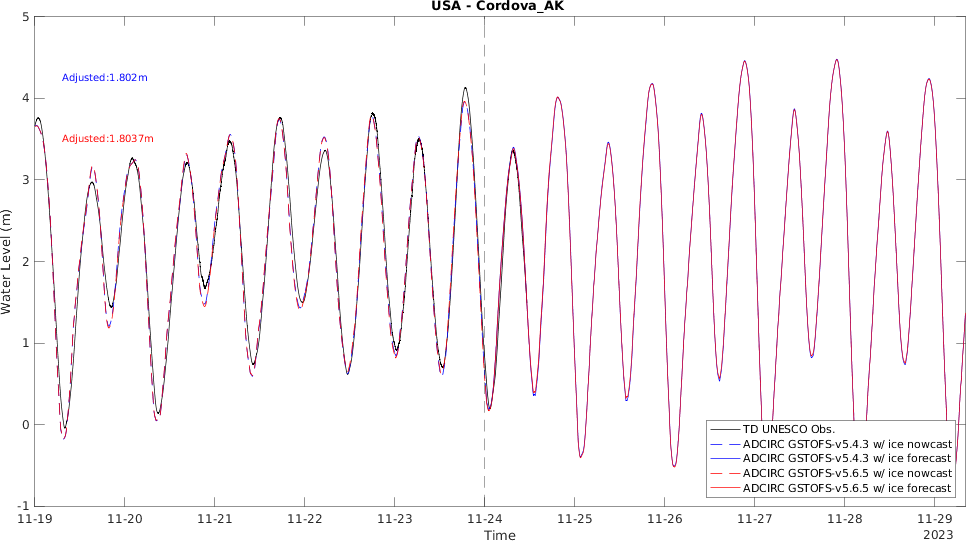 USA - Cordova_AK
5
4
3
2
1
0
-1
Water Level (m)
Adjusted:1.802m
Adjusted:1.8037m
TD UNESCO Obs.
ADCIRC GSTOFS-v5.4.3 w/ ice nowcast
ADCIRC GSTOFS-v5.4.3 w/ ice forecast
ADCIRC GSTOFS-v5.6.5 w/ ice nowcast
ADCIRC GSTOFS-v5.6.5 w/ ice forecast
11-19 11-20 11-21 11-22 11-23 11-24 11-25 11-26 11-27 11-28 11-29
Time
2023